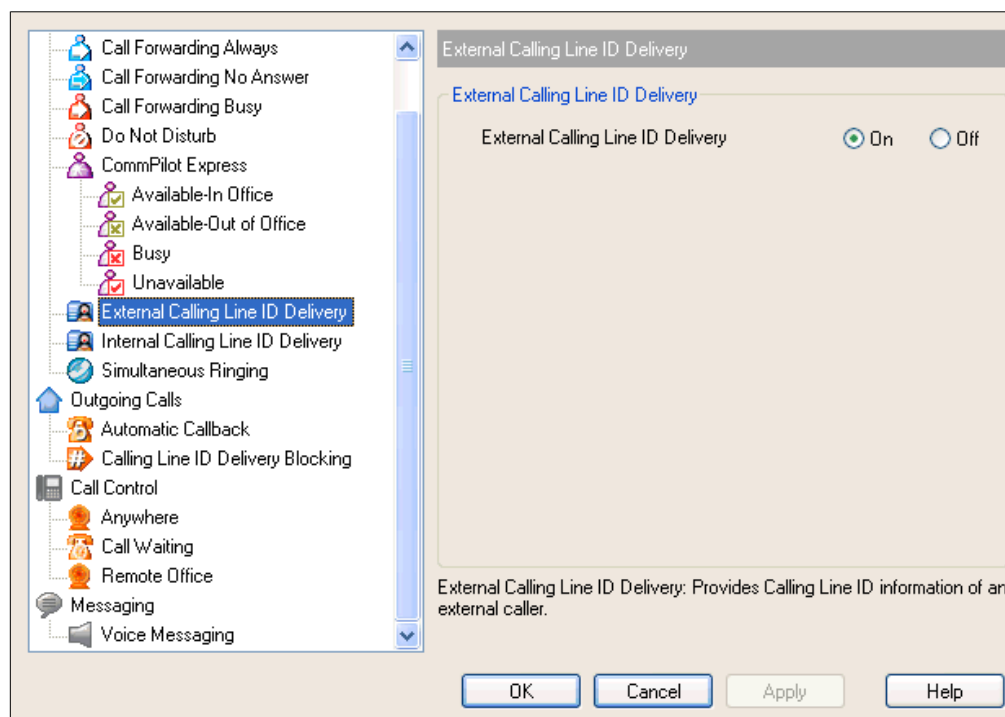 Call Forwarding Always
Call Forwarding No Answer
Call Forwarding Busy
Do Not Disturb
CommPilot Express
Available-In Office
Available-Out of Office
Busy
Unavailable
External Calling Line ID Delivery
Internal Calling Line ID Delivery
Simultaneous Ringing
Outgoing Calls
Automatic Callback
Calling Line ID Delivery Blocking
Call Control
Anywhere
Call Waiting
Remote Office
Messaging
Voice Messaging
External Calling Line ID Delivery
External Calling Line ID Delivery
External Calling Line ID Delivery On Off
External Calling Line ID Delivery: Provides Calling Line ID information of an
external caller.
OK Cancel Apply Help